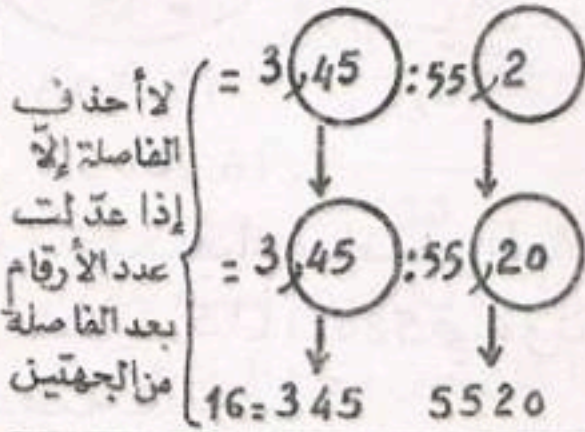 لا أحذف
الفاصلة إلاّ
إذا عدّلت
عدد الأرقام
بعد الفاصلة
من الجهتين
= 3,45 : 55,2
= 3,45 : 55,20
16 = 345 5520